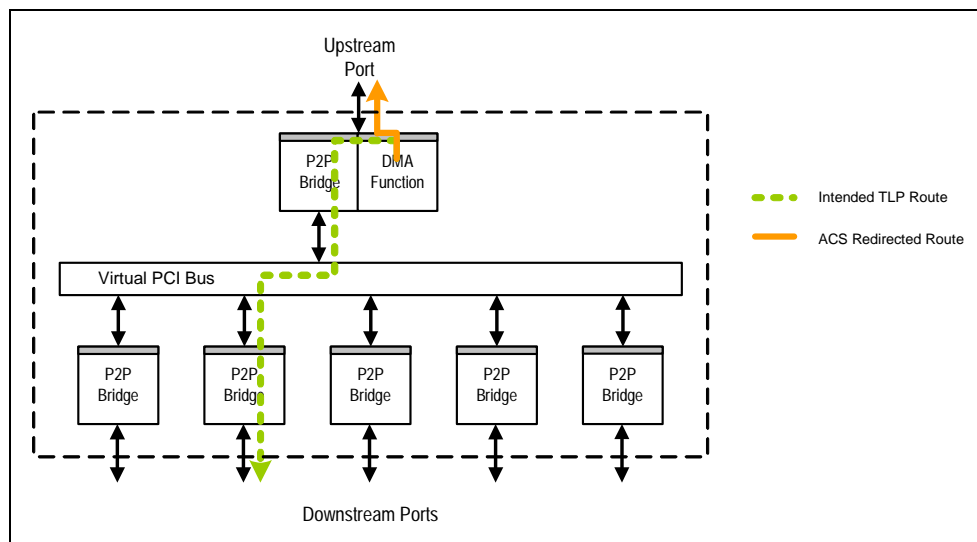 Upstream
Port
P2P
Bridge
DMA
Function
Intended TLP Route
ACS Redirected Route
Virtual PCI Bus
P2P
Bridge
P2P
Bridge
P2P
Bridge
P2P
Bridge
P2P
Bridge
Downstream Ports